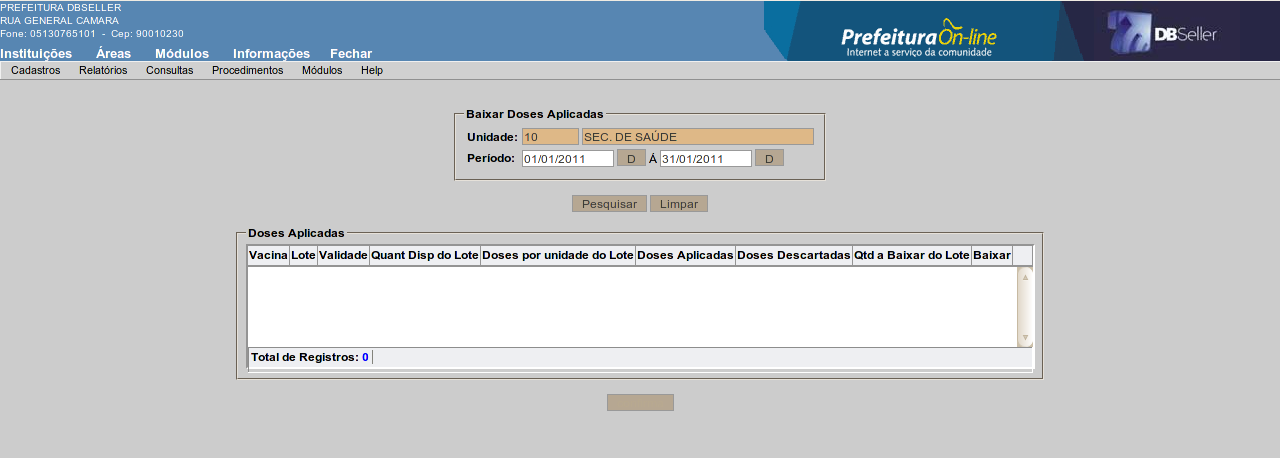 PREFEITURA DBSELLER
RUA GENERAL CAMARA
Fone: 05130765101 - Cep: 90010230
Instituições Áreas Módulos Informações Fechar
PrefeituraOn-line
Internet a serviço da comunidade
DBSeller
Cadastros Relatórios Consultas Procedimentos Módulos Help
Baixar Doses Aplicadas
Unidade: 10 SEC. DE SAÚDE
Período: 01/01/2011 D Á 31/01/2011 D
Pesquisar Limpar
Doses Aplicadas
Vacina Lote Validade Quant Disp do Lote Doses por unidade do Lote Doses Aplicadas Doses Descartadas Qtd a Baixar do Lote Baixar
Total de Registros: 0